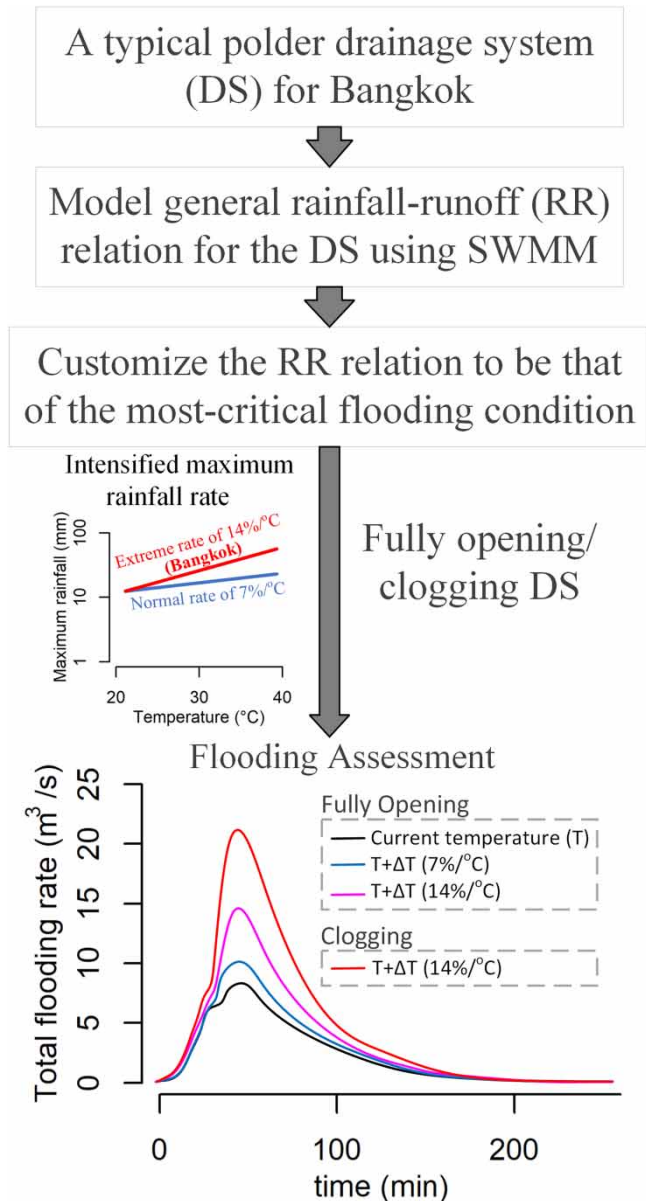 A typical polder drainage system
(DS) for Bangkok
Model general rainfall-runoff (RR)
relation for the DS using SWMM
Customize the RR relation to be that
of the most-critical flooding condition
Intensified maximum
rainfall rate
Maximum rainfall (mm)
100
10
1
Extreme rate of 14%/°C
(Bangkok)
Normal rate of 7%/°C
20
30
40
Temperature (°C)
Fully opening/
clogging DS
Flooding Assessment
Total flooding rate (m³ /s)
25
20
15
10
5
0
Fully Opening
Current temperature (T)
T+ΔT (7%/°C)
T+ΔT (14%/°C)
Clogging
T+ΔT (14%/°C)
0
100
200
time (min)